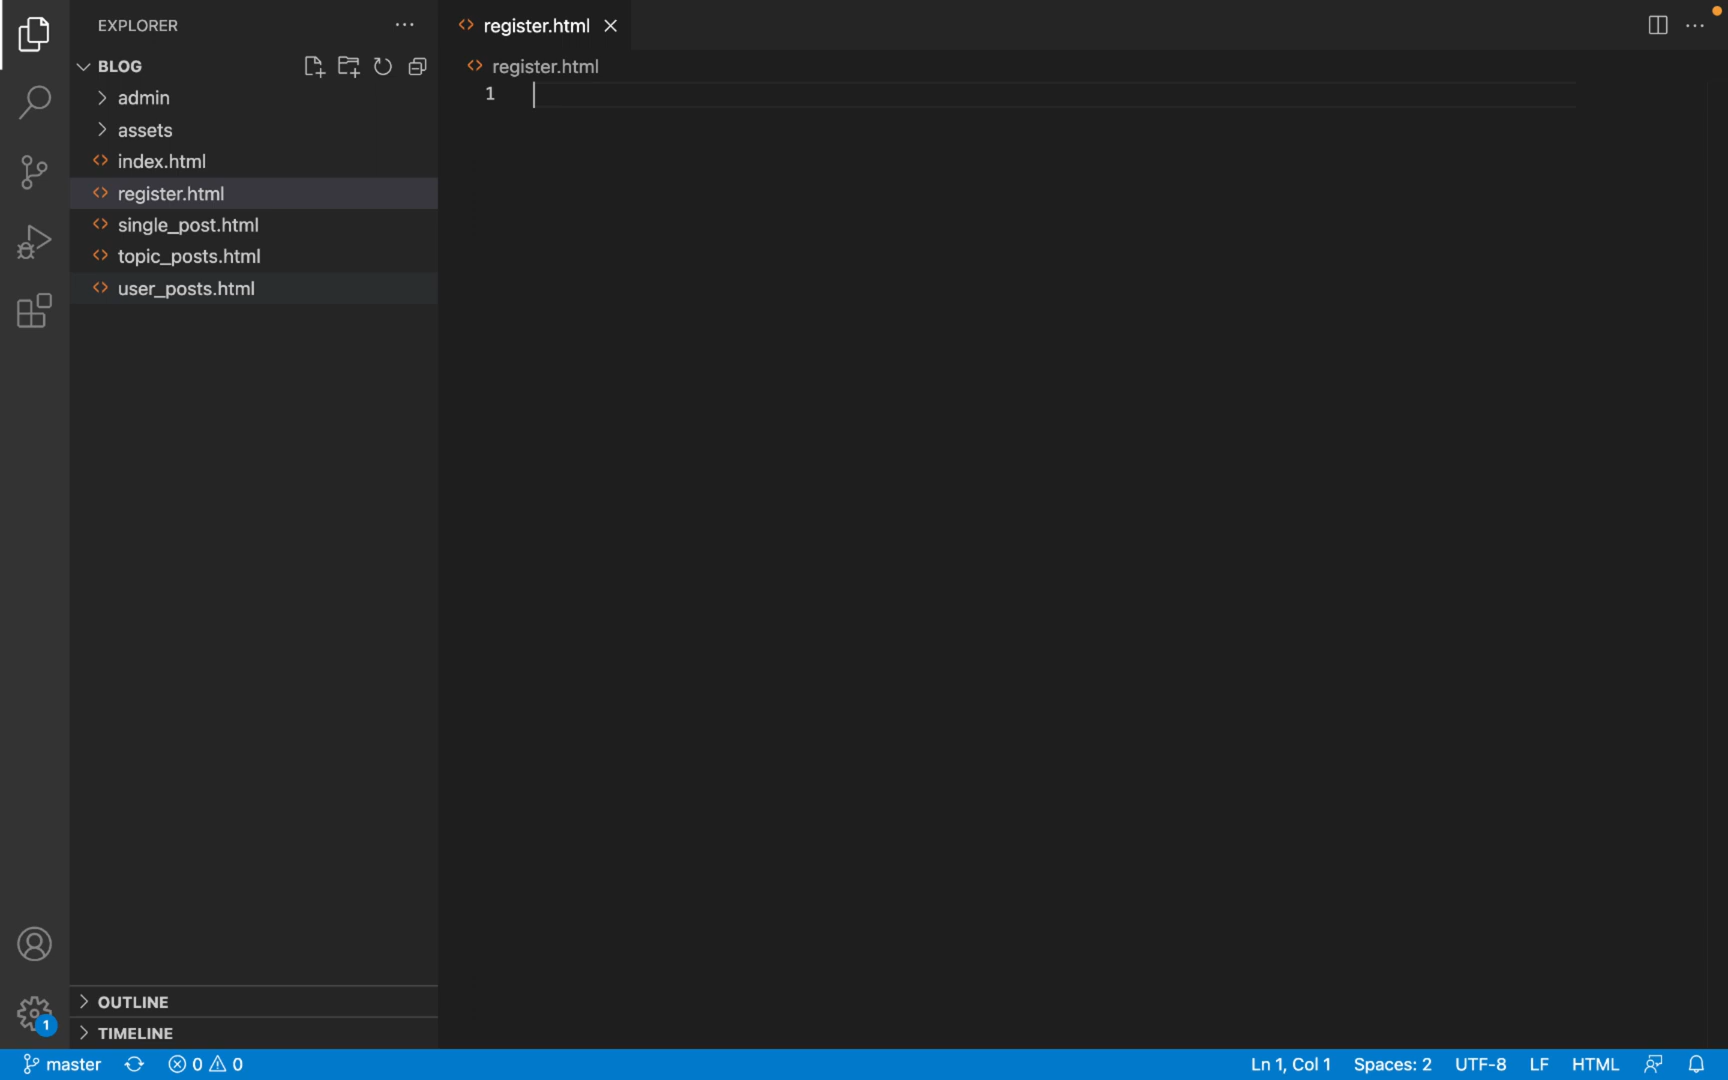 EXPLORER
BLOG
admin
assets
index.html
register.html
single_post.html
topic_posts.html
user_posts.html
OUTLINE
TIMELINE
register.html
register.html
1
1
master
0 0
Ln 1, Col 1
Spaces: 2
UTF-8
LF
HTML